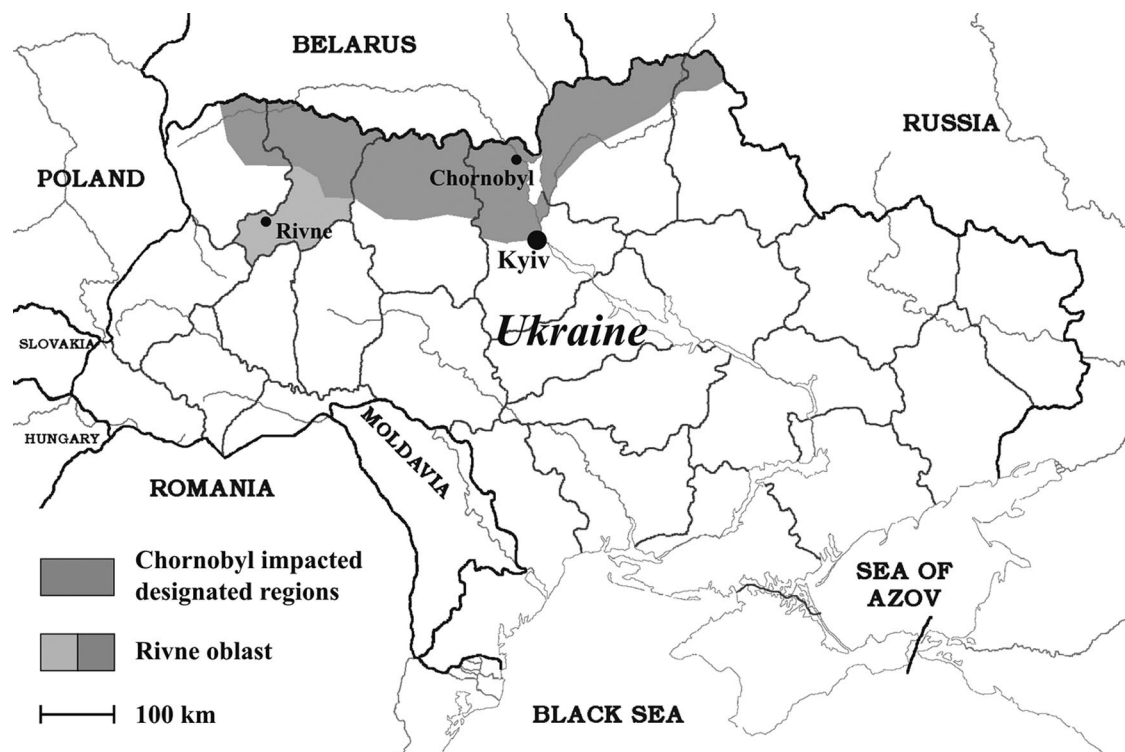 BELARUS
RUSSIA
POLAND
Chornobyl
Rivne
Kyiv
Ukraine
SLOVAKIA
HUNGARY
MOLDAVIA
ROMANIA
Chornobyl impacted
designated regions
SEA OF
AZOV
Rivne oblast
100 km
BLACK SEA